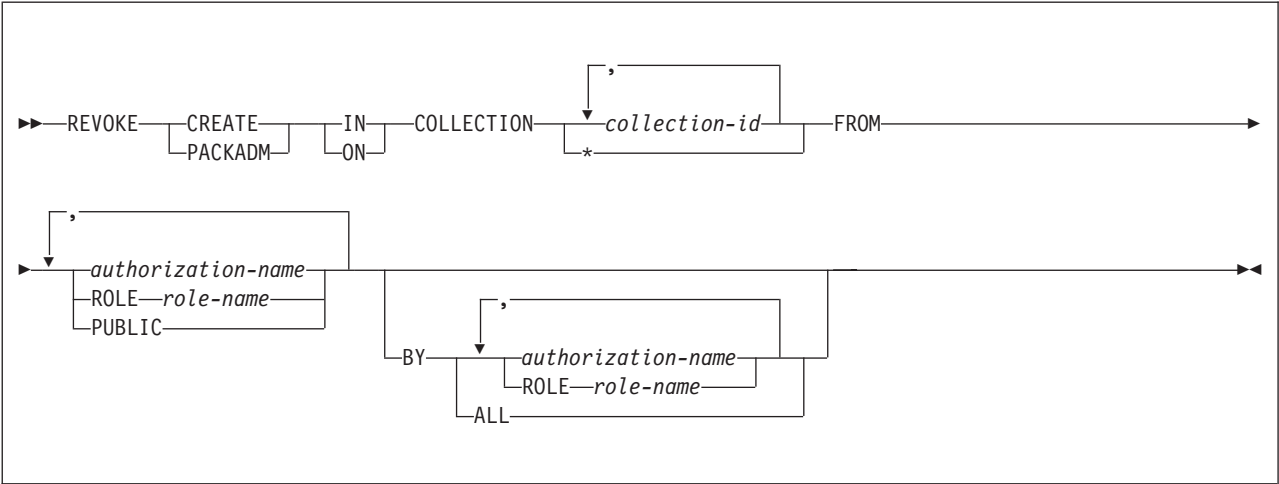 ,
REVOKE CREATE IN COLLECTION collection-id FROM
PACKADM ON *
,
authorization-name
ROLE role-name
PUBLIC
,
BY authorization-name
ROLE role-name
ALL